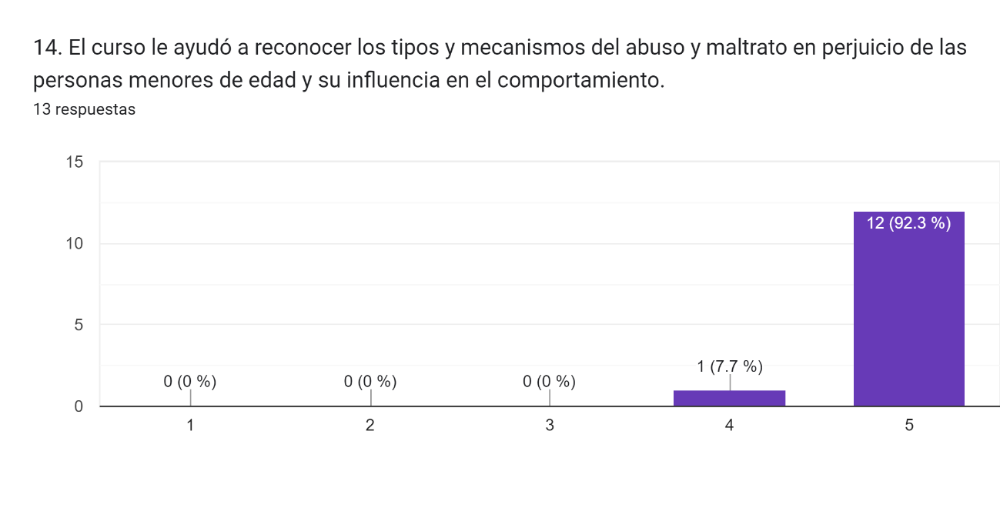 14. El curso le ayudó a reconocer los tipos y mecanismos del abuso y maltrato en perjuicio de las
personas menores de edad y su influencia en el comportamiento.
13 respuestas
15
10
5
0
0 (0 %)
0 (0 %)
0 (0 %)
1 (7.7 %)
12 (92.3 %)
1
2
3
4
5